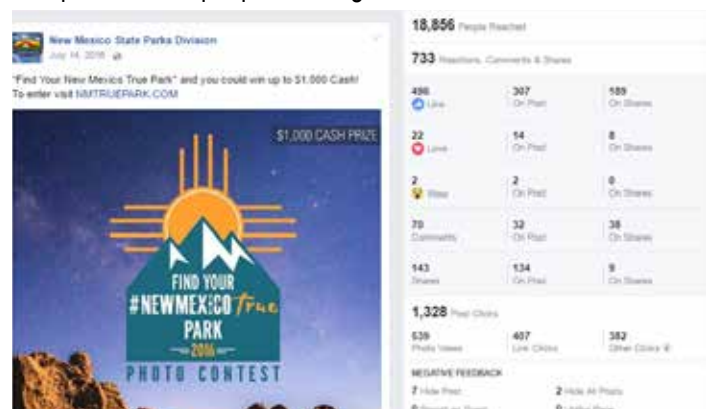 New Mexico State Parks Division
July 14, 2016
"Find Your New Mexico True Park" and you could win up to $1,000 Cash!
To enter visit NMTRUEPARK.COM
$1,000 CASH PRIZE
FIND YOUR
#NEWMEXICO True
PARK
2016
PHOTO CONTEST
18,856 People Reached
733 Reactions, Comments & Shares
496 307 189
Like On Post On Shares
22 14 8
Love On Post On Shares
2 2 0
Wow On Post On Shares
70 32 38
Comments On Post On Shares
143 134 9
Shares On Post On Shares
1,328 Post Clicks
539 407 382
Photo Views Link Clicks Other Clicks
NEGATIVE FEEDBACK
7 Hide Post 2 Hide All Posts